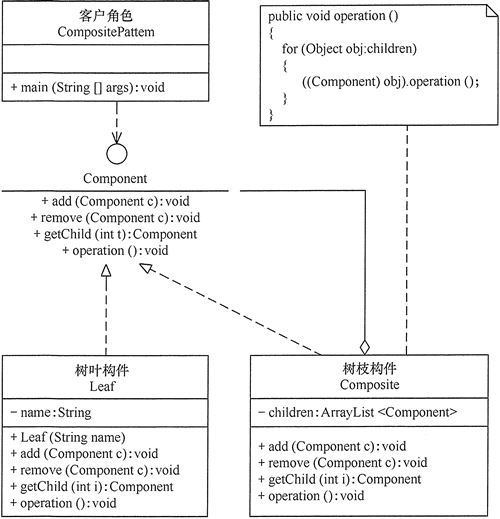 客户角色
CompositePattem
+ main (String [] args) : void
public void operation ()
{
for (Object obj:children)
{
((Component) obj).operation ();
}
}
Component
+ add (Component c) : void
+ remove (Component c) : void
+ getChild (int t) : Component
+ operation () : void
树叶构件
Leaf
− name : String
+ Leaf (String name)
+ add (Component c) : void
+ remove (Component c) : void
+ getChild (int i) : Component
+ operation () : void
树枝构件
Composite
− children : ArrayList <Component>
+ add (Component c) : void
+ remove (Component c) : void
+ getChild (int i) : Component
+ operation () : void